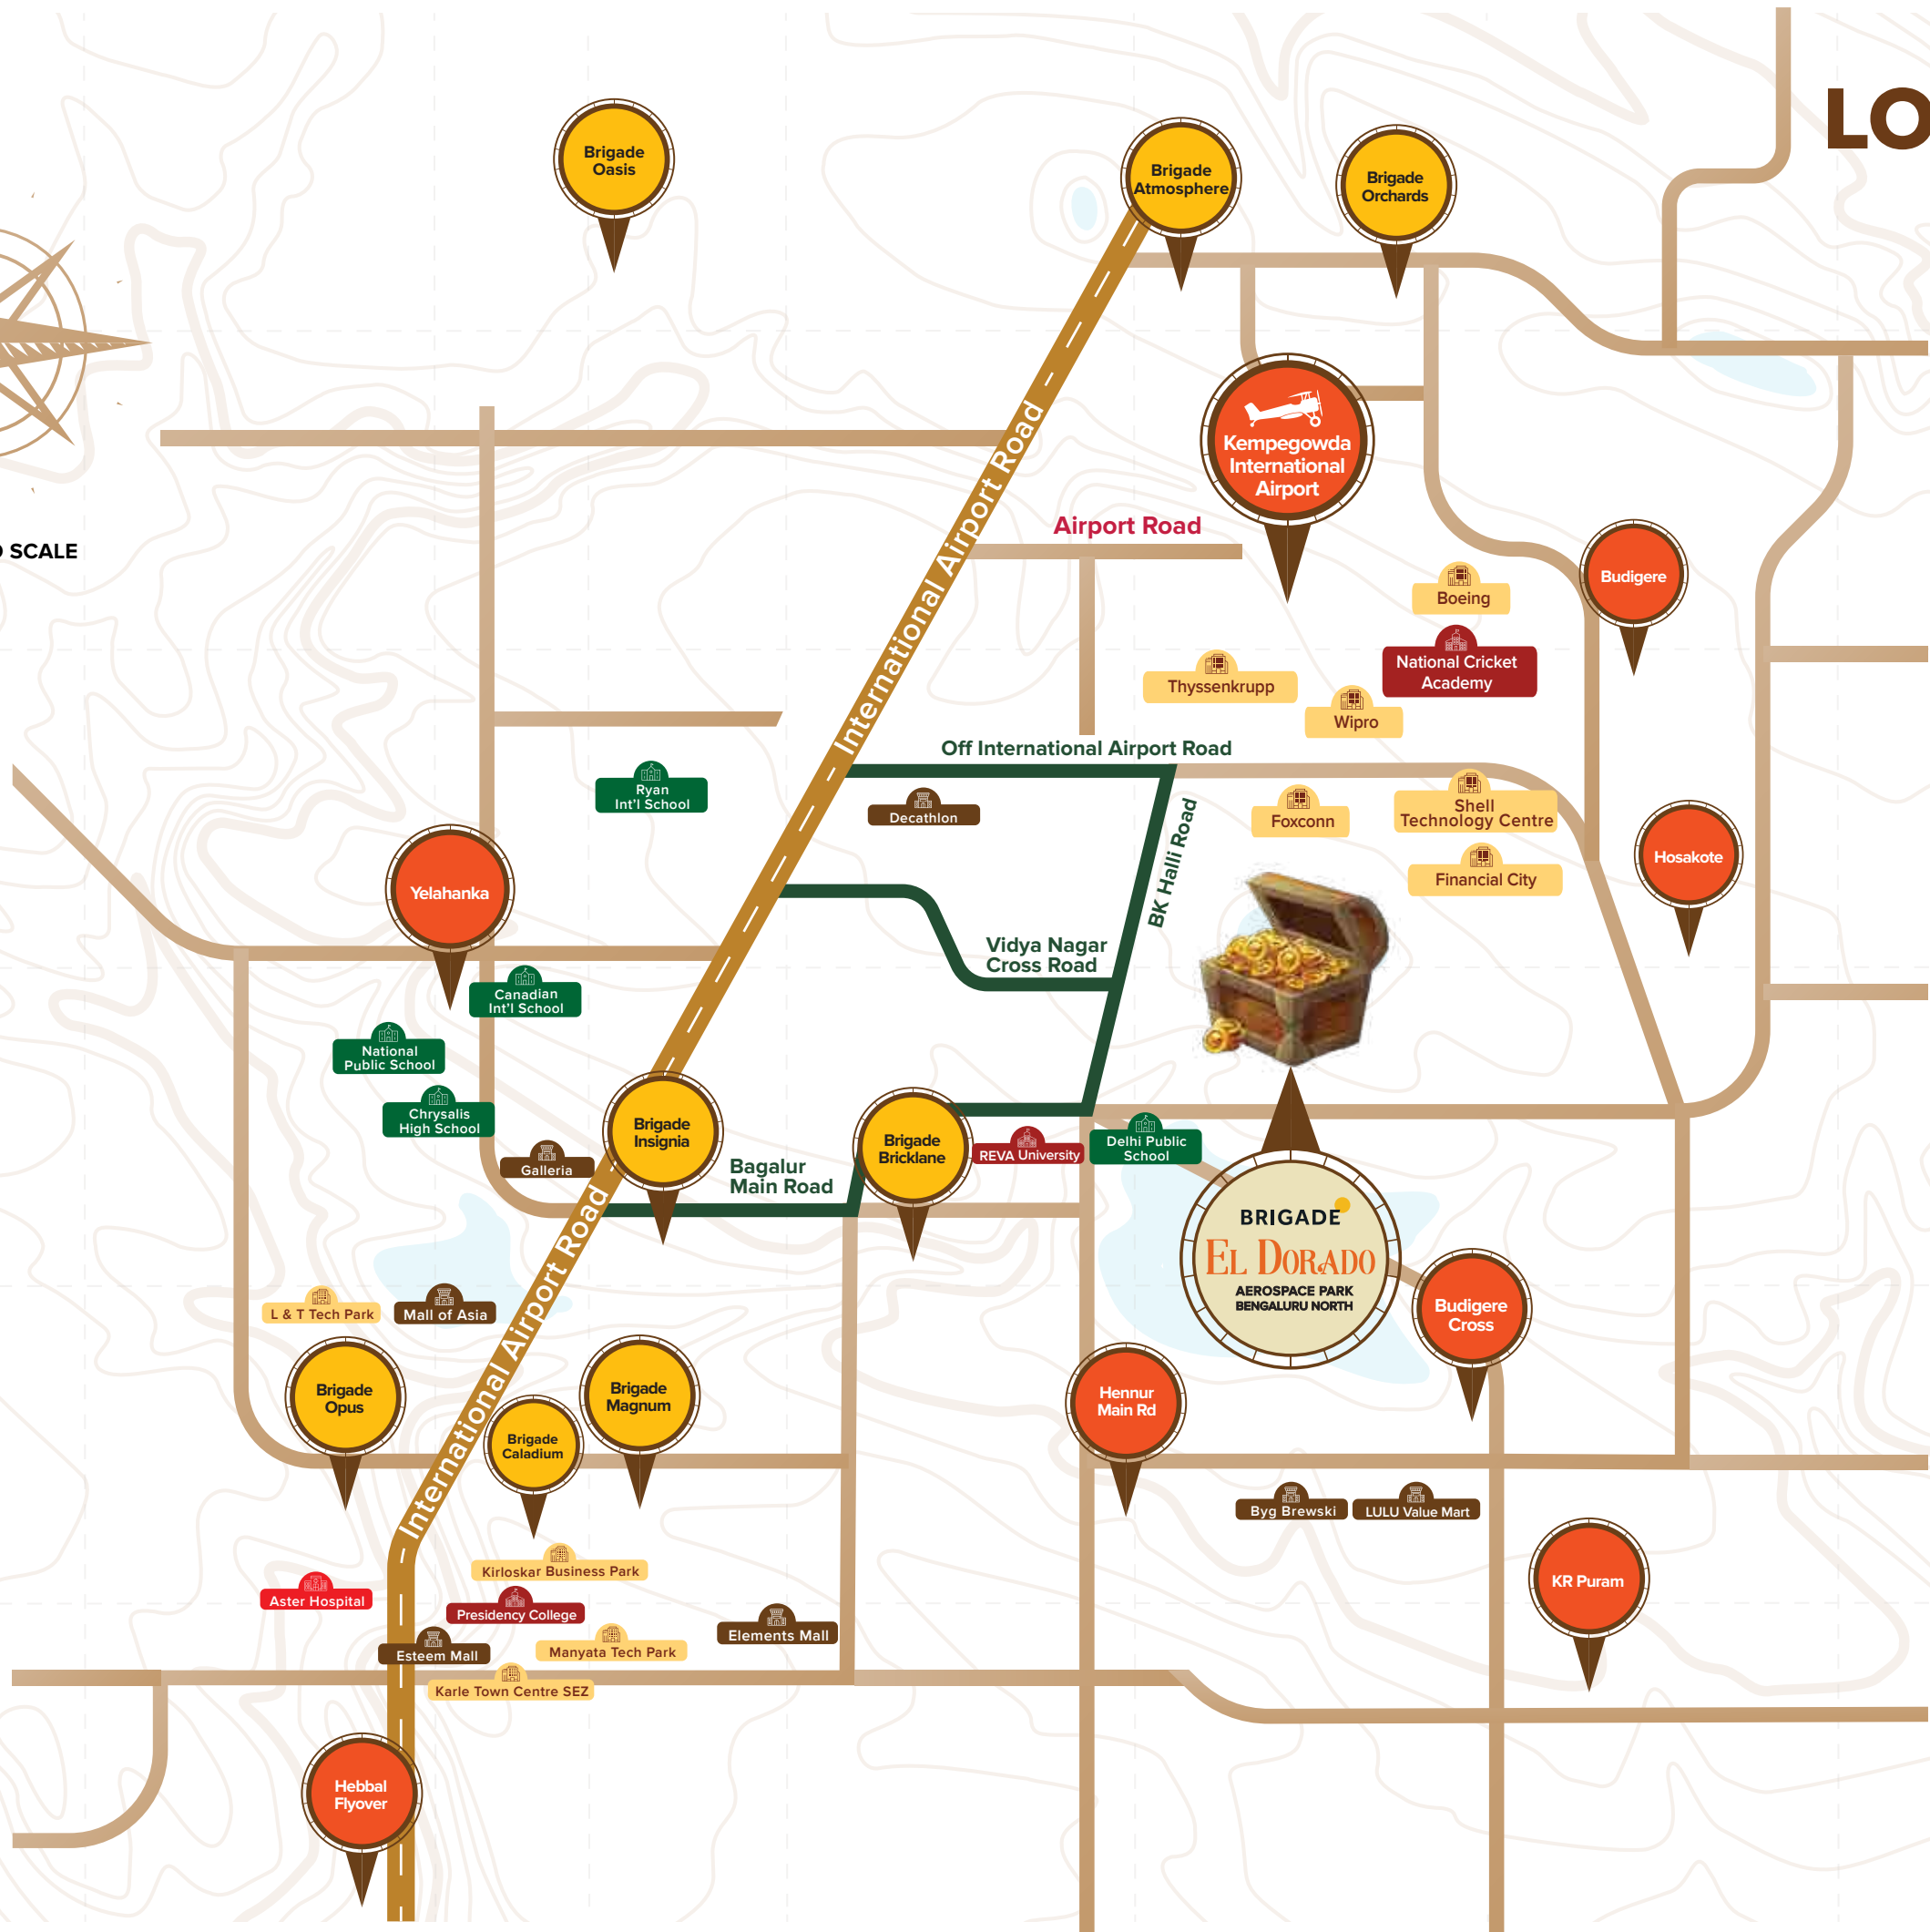 LO
Brigade
Oasis
Brigade
Atmosphere
Brigade
Orchards
Kempegowda
International
Airport
International Airport Road
Airport Road
SCALE
Budigere
Boeing
National Cricket
Academy
Thyssenkrupp
Wipro
Off International Airport Road
Ryan
Int'l School
Decathlon
BK Halli Road
Foxconn
Shell
Technology Centre
Financial City
Hosakote
Yelahanka
Vidya Nagar
Cross Road
Canadian
Int'l School
National
Public School
Chrysalis
High School
Galleria
Brigade
Insignia
Bagalur
Main Road
Brigade
Bricklane
REVA University
Delhi Public
School
BRIGADE
EL DORADO
AEROSPACE PARK
BENGALURU NORTH
Budigere
Cross
International Airport Road
L & T Tech Park
Mall of Asia
Brigade
Opus
Brigade
Caladium
Brigade
Magnum
Hennur
Main Rd
Byg Brewski
LULU Value Mart
KR Puram
Kirloskar Business Park
Aster Hospital
Presidency College
Elements Mall
Esteem Mall
Manyata Tech Park
Karle Town Centre SEZ
Hebbal
Flyover